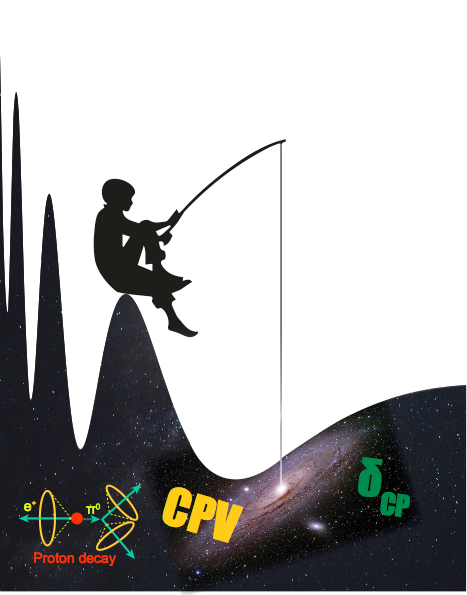 CPV
δCP
e⁺ π⁰
Proton decay